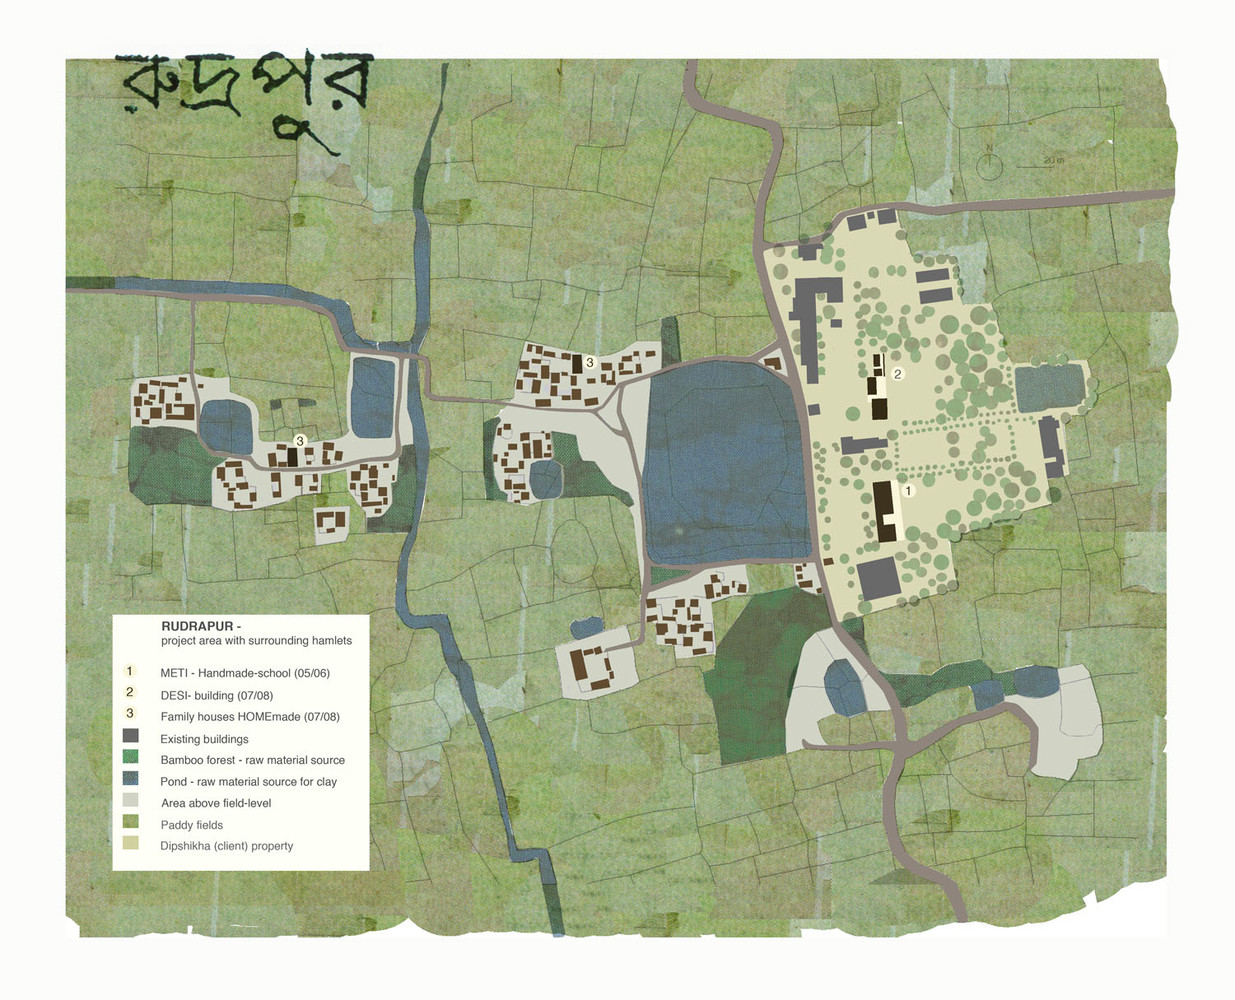 রুদ্রপুর
N
20 m
3
2
3
1
RUDRAPUR -
project area with surrounding hamlets
1 METI - Handmade-school (05/06)
2 DESI- building (07/08)
3 Family houses HOMEmade (07/08)
Existing buildings
Bamboo forest - raw material source
Pond - raw material source for clay
Area above field-level
Paddy fields
Dipshikha (client) property